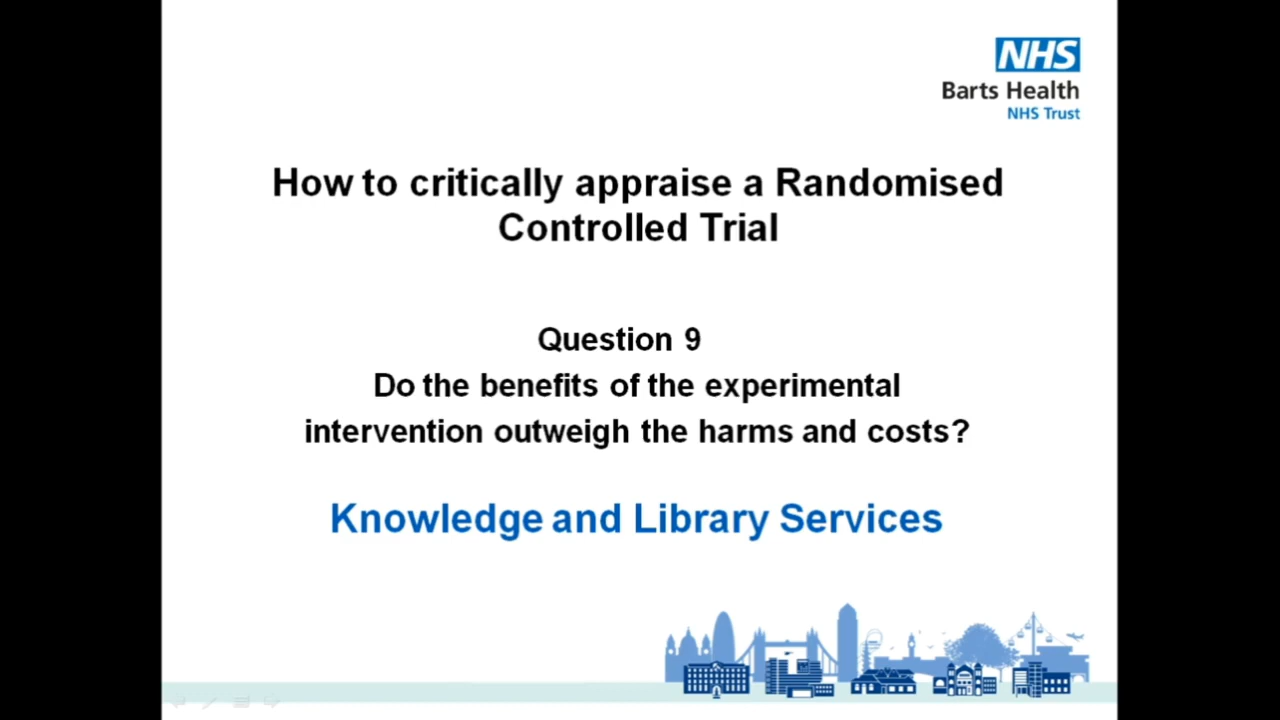 NHS
Barts Health
NHS Trust
How to critically appraise a Randomised
Controlled Trial
Question 9
Do the benefits of the experimental
intervention outweigh the harms and costs?
Knowledge and Library Services